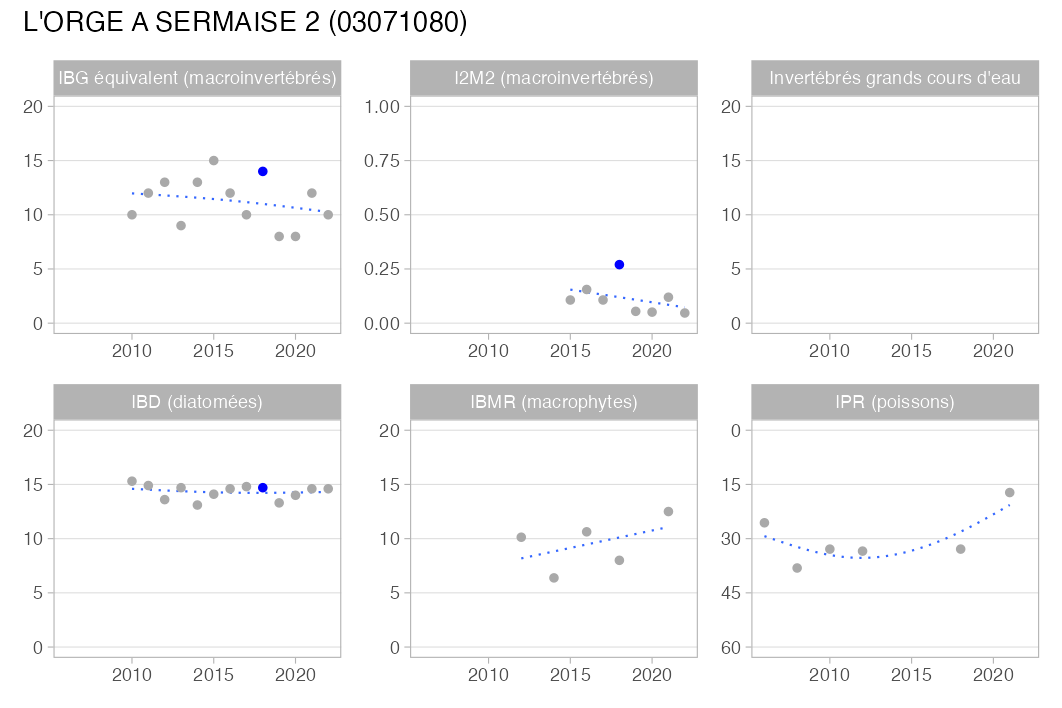 L'ORGE A SERMAISE 2 (03071080)
IBG équivalent (macroinvertébrés)
20
15
10
5
0
2010 2015 2020
I2M2 (macroinvertébrés)
1.00
0.75
0.50
0.25
0.00
2010 2015 2020
Invertébrés grands cours d'eau
20
15
10
5
0
2010 2015 2020
IBD (diatomées)
20
15
10
5
0
2010 2015 2020
IBMR (macrophytes)
20
15
10
5
0
2010 2015 2020
IPR (poissons)
0
15
30
45
60
2010 2015 2020